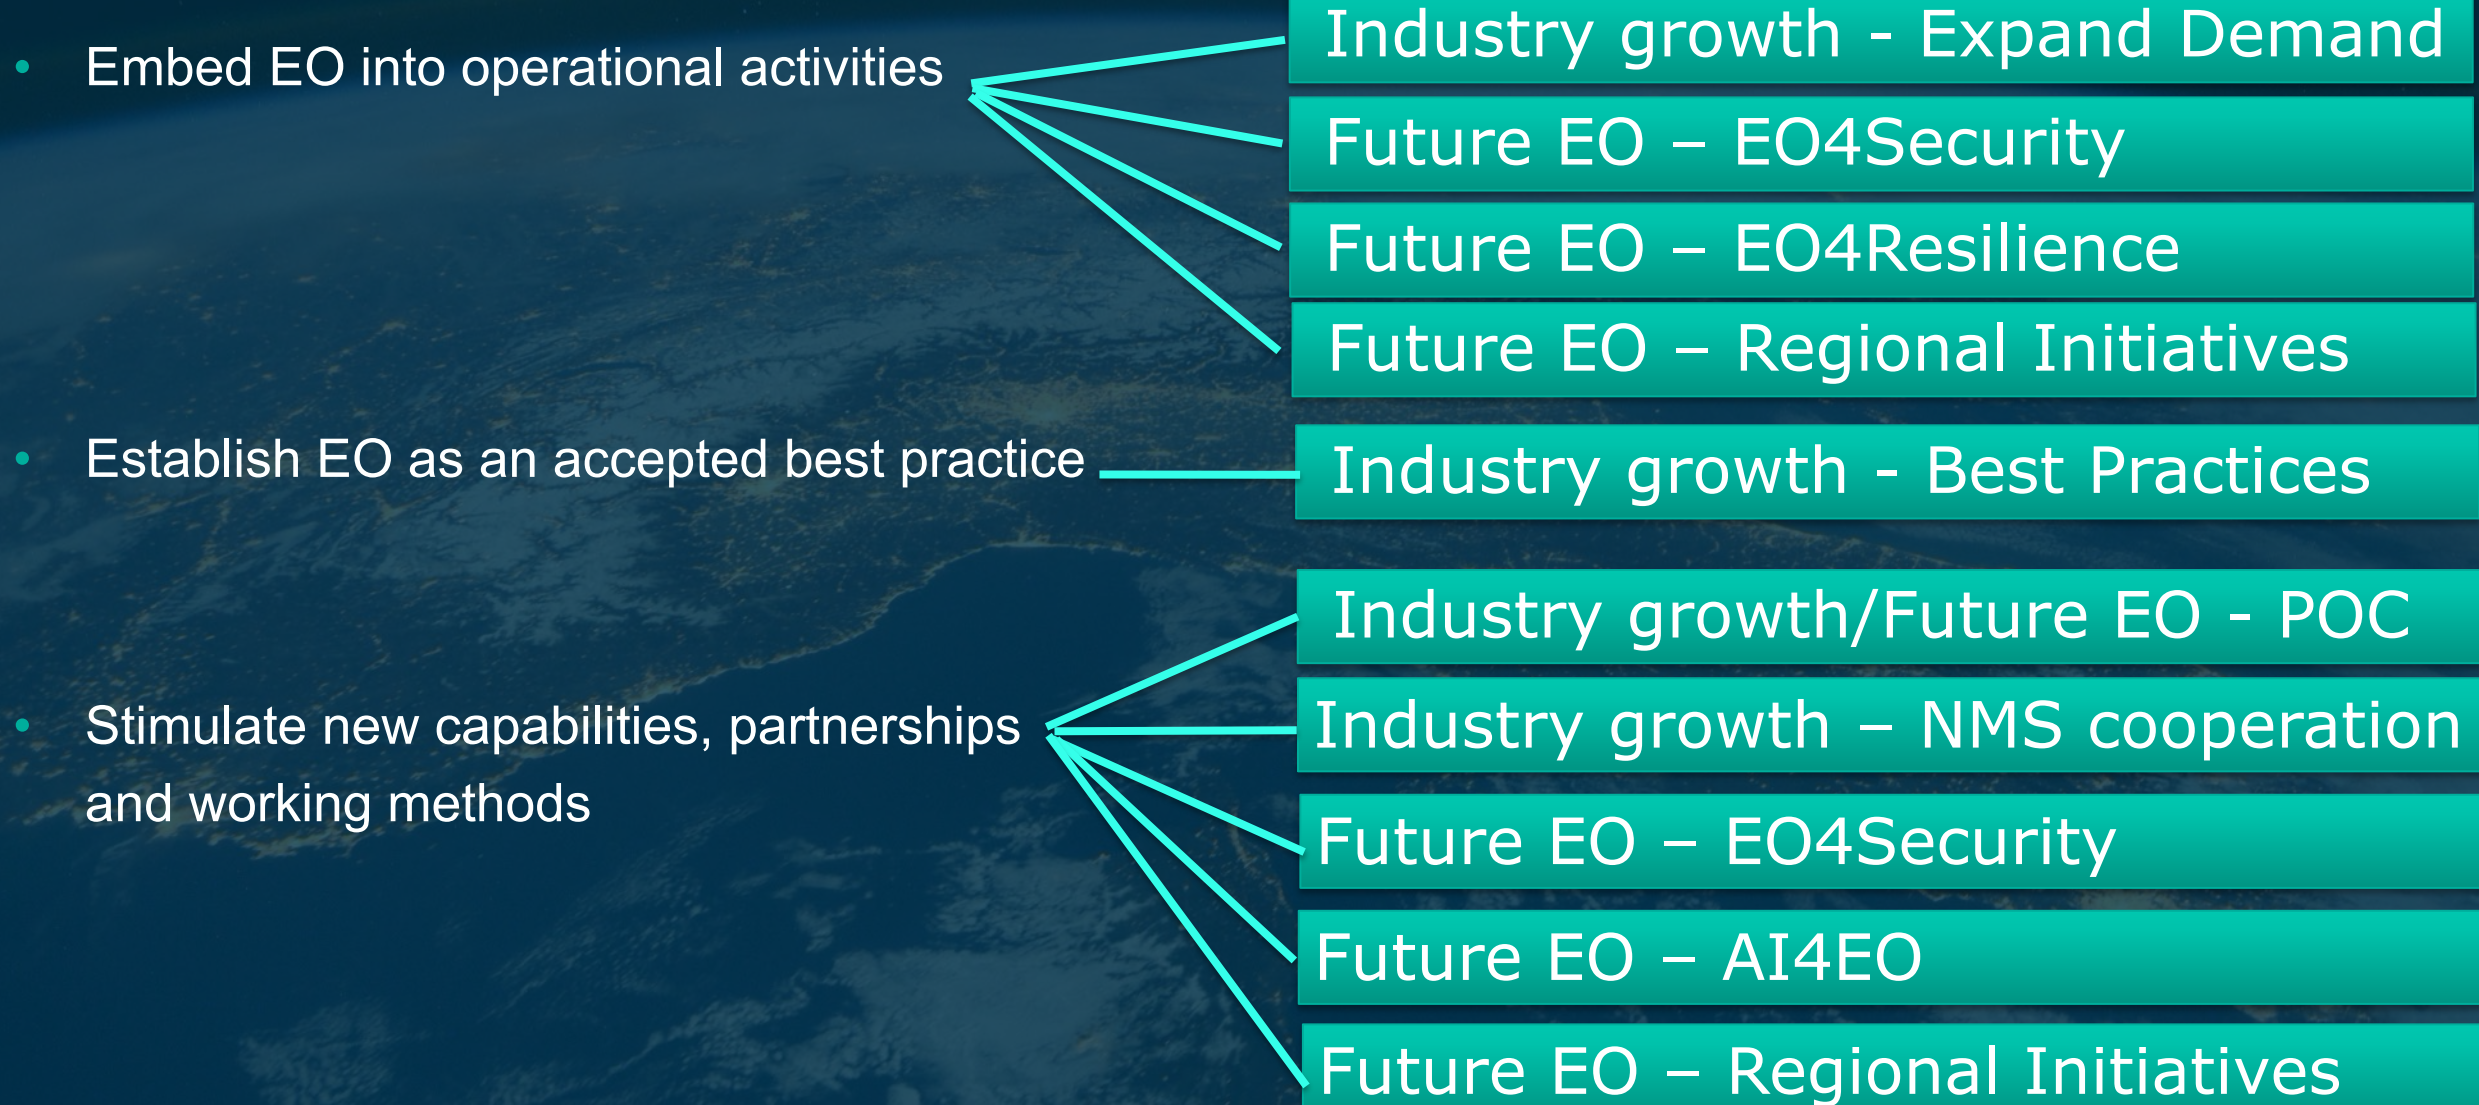 • Embed EO into operational activities
Industry growth - Expand Demand
Future EO – EO4Security
Future EO – EO4Resilience
Future EO – Regional Initiatives
• Establish EO as an accepted best practice
Industry growth - Best Practices
• Stimulate new capabilities, partnerships
and working methods
Industry growth/Future EO - POC
Industry growth – NMS cooperation
Future EO – EO4Security
Future EO – AI4EO
Future EO – Regional Initiatives